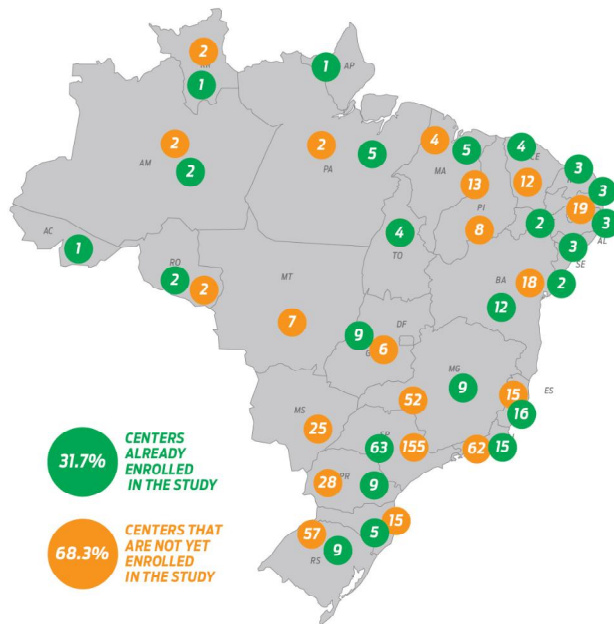 2
1
1
AP
4
2
AM
2
2
PA
5
4
MA
5
4
CE
3
13
12
3
PI
19
AC
1
4
TO
8
2
3
AL
3
SE
RO
2
2
MT
BA
18
2
12
7
9
DF
6
MG
9
52
15
ES
16
MS
25
63
155
62
15
28
PR
9
57
15
5
9
RS
31.7%
CENTERS
ALREADY
ENROLLED
IN THE STUDY
68.3%
CENTERS THAT
ARE NOT YET
ENROLLED
IN THE STUDY